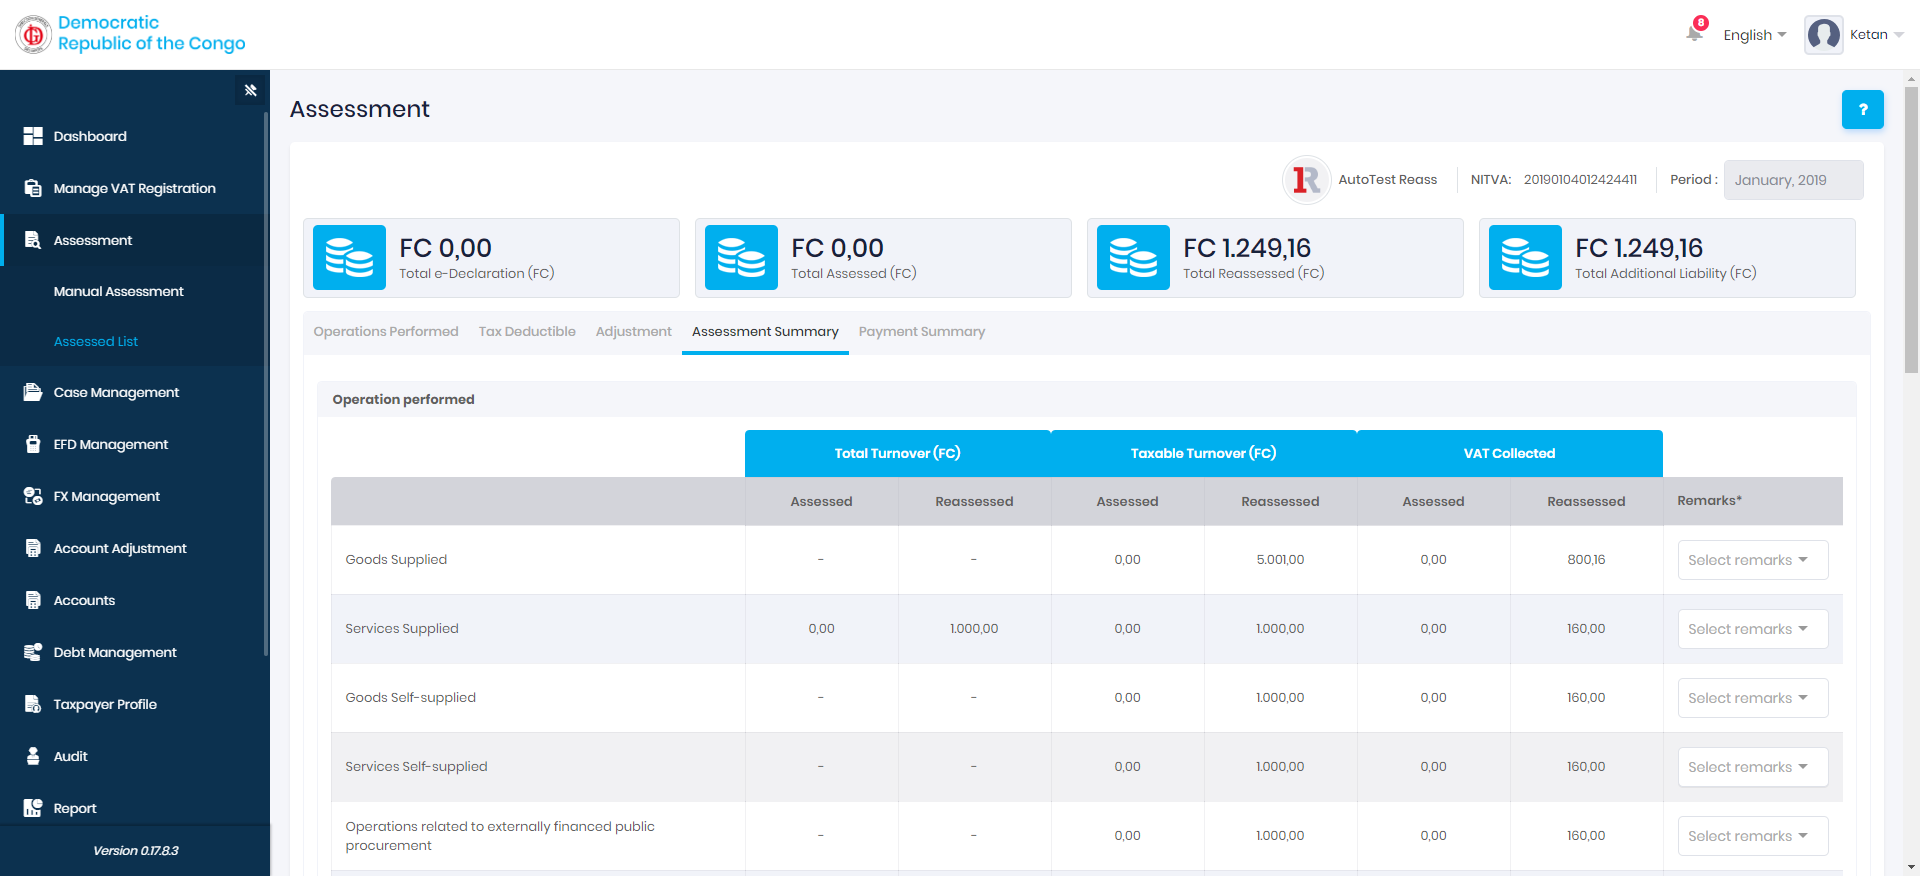 Democratic
Republic of the Congo
8
English
Ketan
Dashboard
Manage VAT Registration
Assessment
Manual Assessment
Assessed List
Case Management
EFD Management
FX Management
Account Adjustment
Accounts
Debt Management
Taxpayer Profile
Audit
Report
Version 0.17.8.3
Assessment
?
1R AutoTest Reass NITVA: 20190104012424411 Period : January, 2019
FC 0,00
Total e-Declaration (FC)
FC 0,00
Total Assessed (FC)
FC 1.249,16
Total Reassessed (FC)
FC 1.249,16
Total Additional Liability (FC)
Operations Performed Tax Deductible Adjustment Assessment Summary Payment Summary
Operation performed
Total Turnover (FC) Taxable Turnover (FC) VAT Collected
Assessed Reassessed Assessed Reassessed Assessed Reassessed Remarks*
Goods Supplied - - 0,00 5.001,00 0,00 800,16 Select remarks
Services Supplied 0,00 1.000,00 0,00 1.000,00 0,00 160,00 Select remarks
Goods Self-supplied - - 0,00 1.000,00 0,00 160,00 Select remarks
Services Self-supplied - - 0,00 1.000,00 0,00 160,00 Select remarks
Operations related to externally financed public
procurement - - 0,00 1.000,00 0,00 160,00 Select remarks